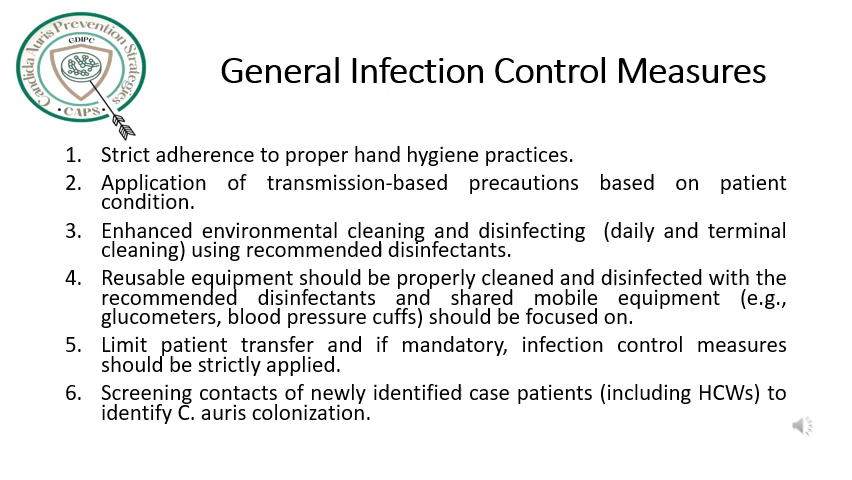 Candida Auris Prevention Strategies
GDIPC
CAPS
General Infection Control Measures
1. Strict adherence to proper hand hygiene practices.
2. Application of transmission-based precautions based on patient
condition.
3. Enhanced environmental cleaning and disinfecting (daily and terminal
cleaning) using recommended disinfectants.
4. Reusable equipment should be properly cleaned and disinfected with the
recommended disinfectants and shared mobile equipment (e.g.,
glucometers, blood pressure cuffs) should be focused on.
5. Limit patient transfer and if mandatory, infection control measures
should be strictly applied.
6. Screening contacts of newly identified case patients (including HCWs) to
identify C. auris colonization.